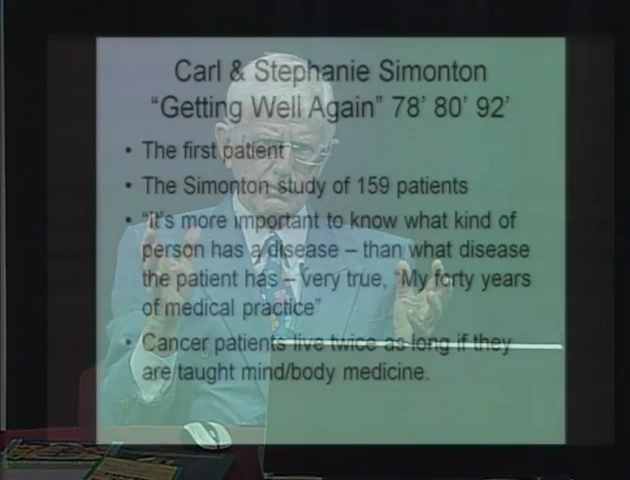 Carl & Stephanie Simonton
“Getting Well Again” 78’ 80’ 92’
• The first patient
• The Simonton study of 159 patients
• “It’s more important to know what kind of
person has a disease – than what disease
the patient has – very true, “My forty years
of medical practice”
• Cancer patients live twice as long if they
are taught mind/body medicine.